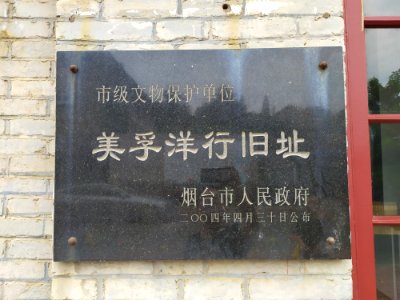 市级文物保护单位
美孚洋行旧址
烟台市人民政府
二〇〇四年四月三十日公布